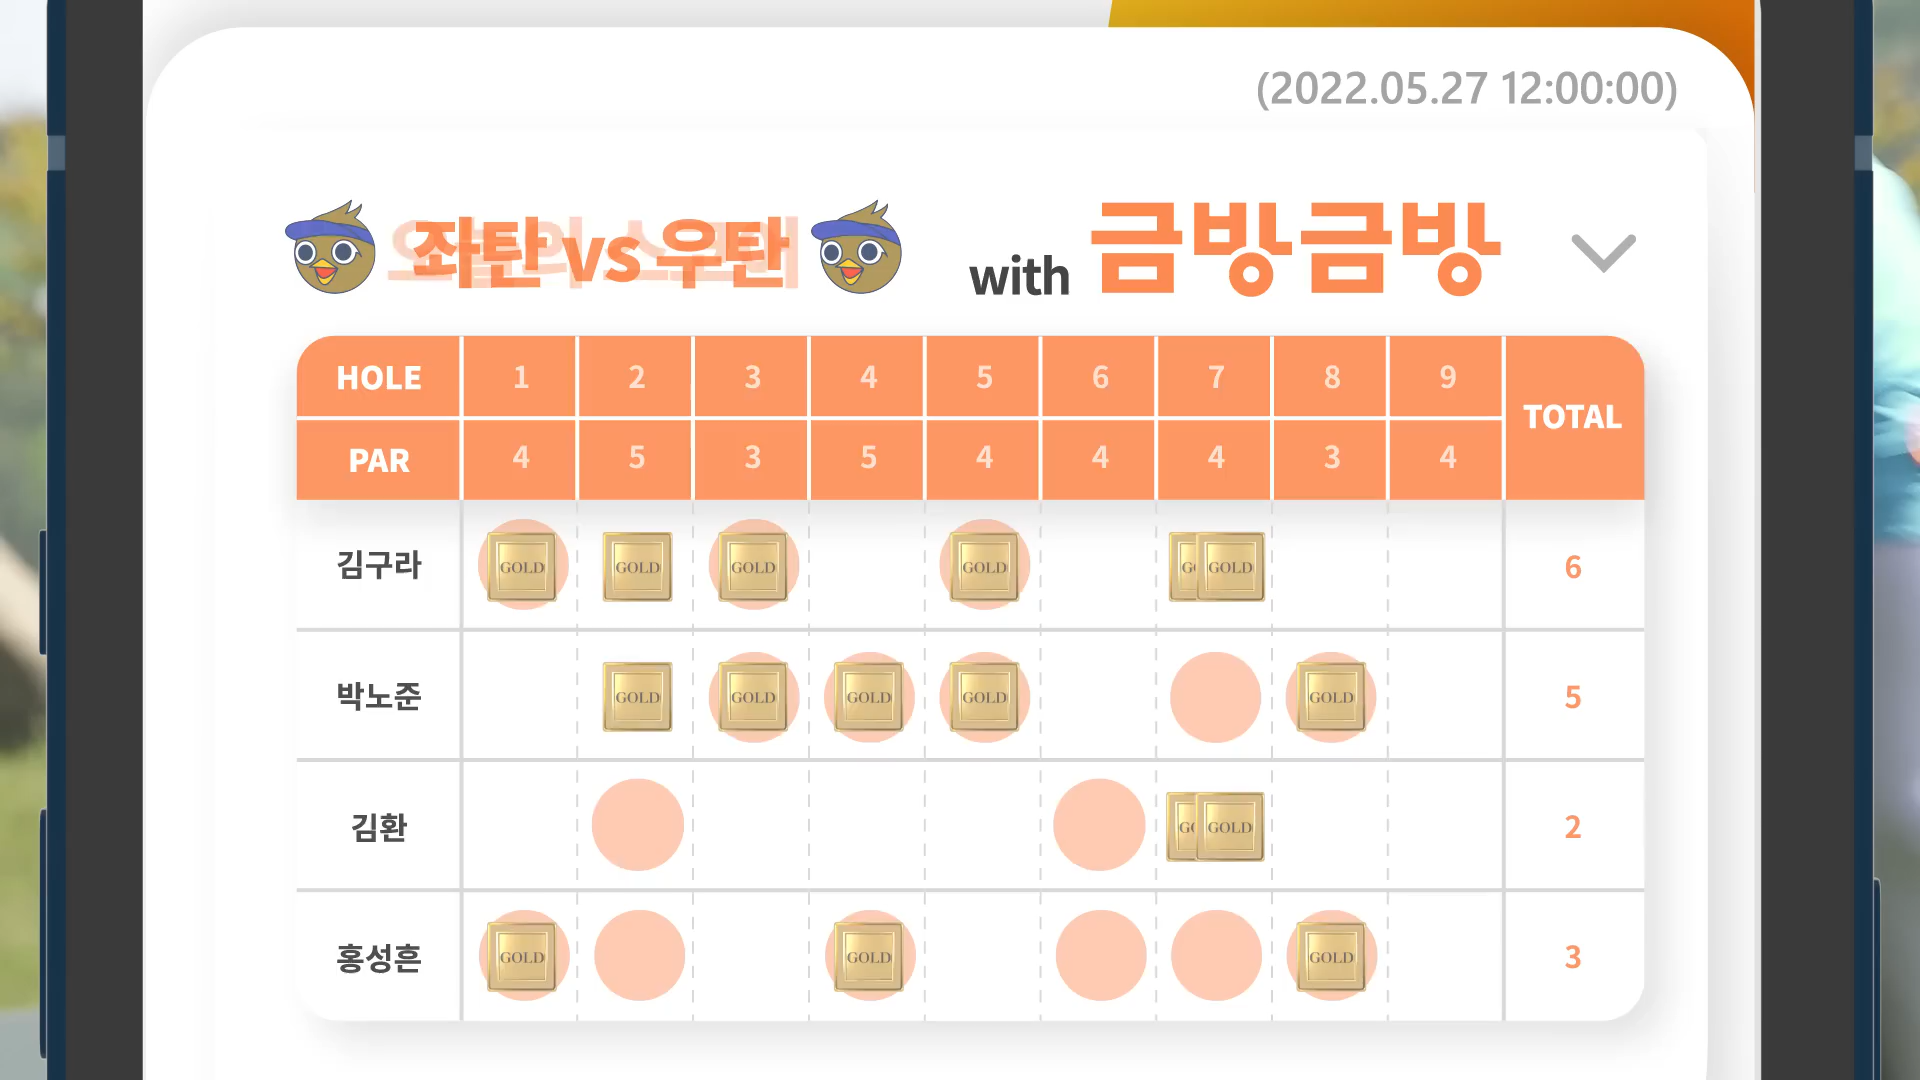 (2022.05.27 12:00:00)
좌탄 vs 우탄 with 금방금방
HOLE 1 2 3 4 5 6 7 8 9 TOTAL
PAR 4 5 3 5 4 4 4 3 4
김구라 GOLD GOLD GOLD GOLD GO GOLD 6
박노준 GOLD GOLD GOLD GOLD GOLD 5
김환 GO GOLD 2
홍성흔 GOLD GOLD GOLD 3